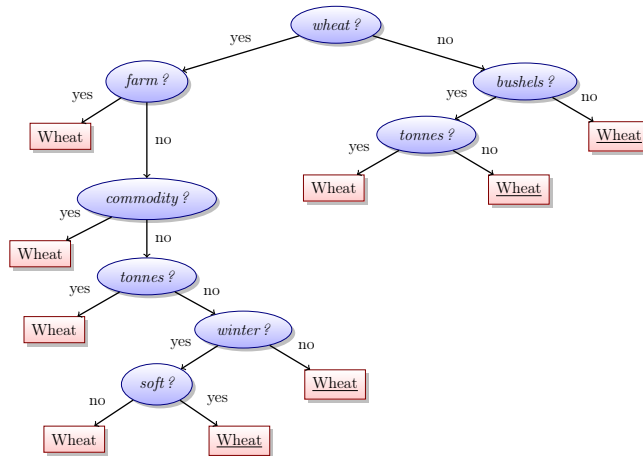 wheat ?
yes
no
farm ?
bushels ?
yes
no
yes
no
Wheat
tonnes ?
Wheat
yes
no
Wheat
Wheat
commodity ?
yes
no
Wheat
tonnes ?
yes
no
Wheat
winter ?
yes
no
soft ?
Wheat
no
yes
Wheat
Wheat